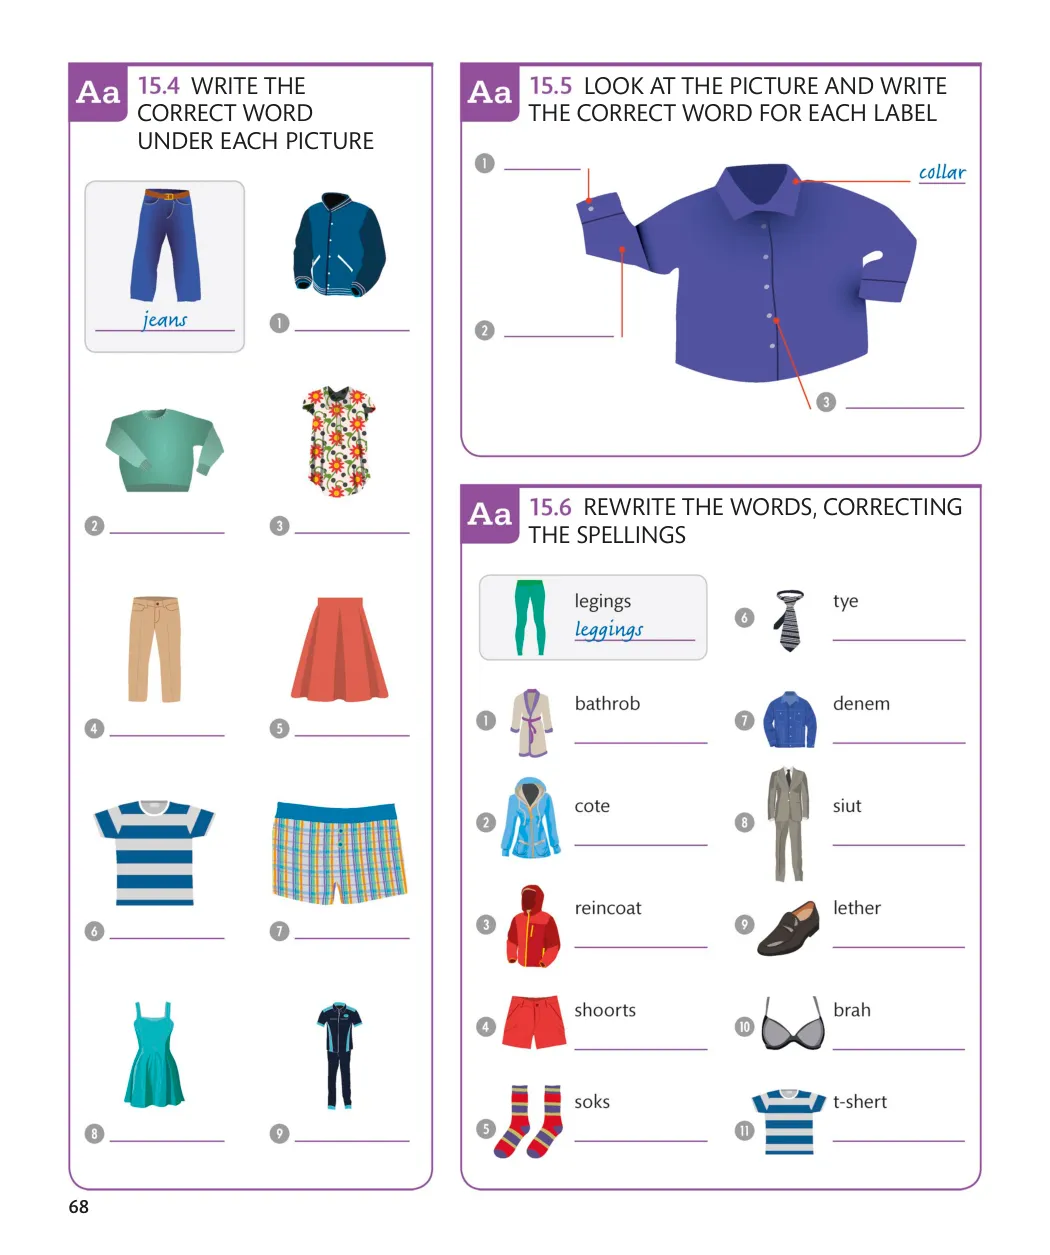 Aa
15.4 WRITE THE
CORRECT WORD
UNDER EACH PICTURE
jeans
1
2
3
4
5
6
7
8
9
Aa
15.5 LOOK AT THE PICTURE AND WRITE
THE CORRECT WORD FOR EACH LABEL
1
collar
2
3
Aa
15.6 REWRITE THE WORDS, CORRECTING
THE SPELLINGS
legings
leggings
1 bathrob
2 cote
3 reincoat
4 shoorts
5 soks
6 tye
7 denem
8 siut
9 lether
10 brah
11 t-shert
68